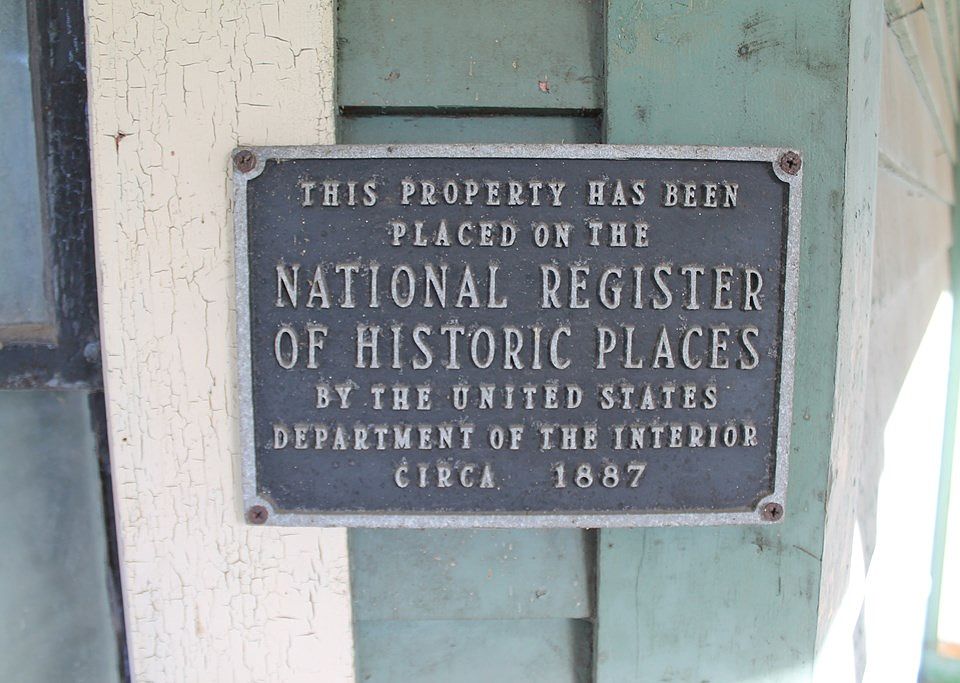 THIS PROPERTY HAS BEEN
PLACED ON THE
NATIONAL REGISTER
OF HISTORIC PLACES
BY THE UNITED STATES
DEPARTMENT OF THE INTERIOR
CIRCA 1887